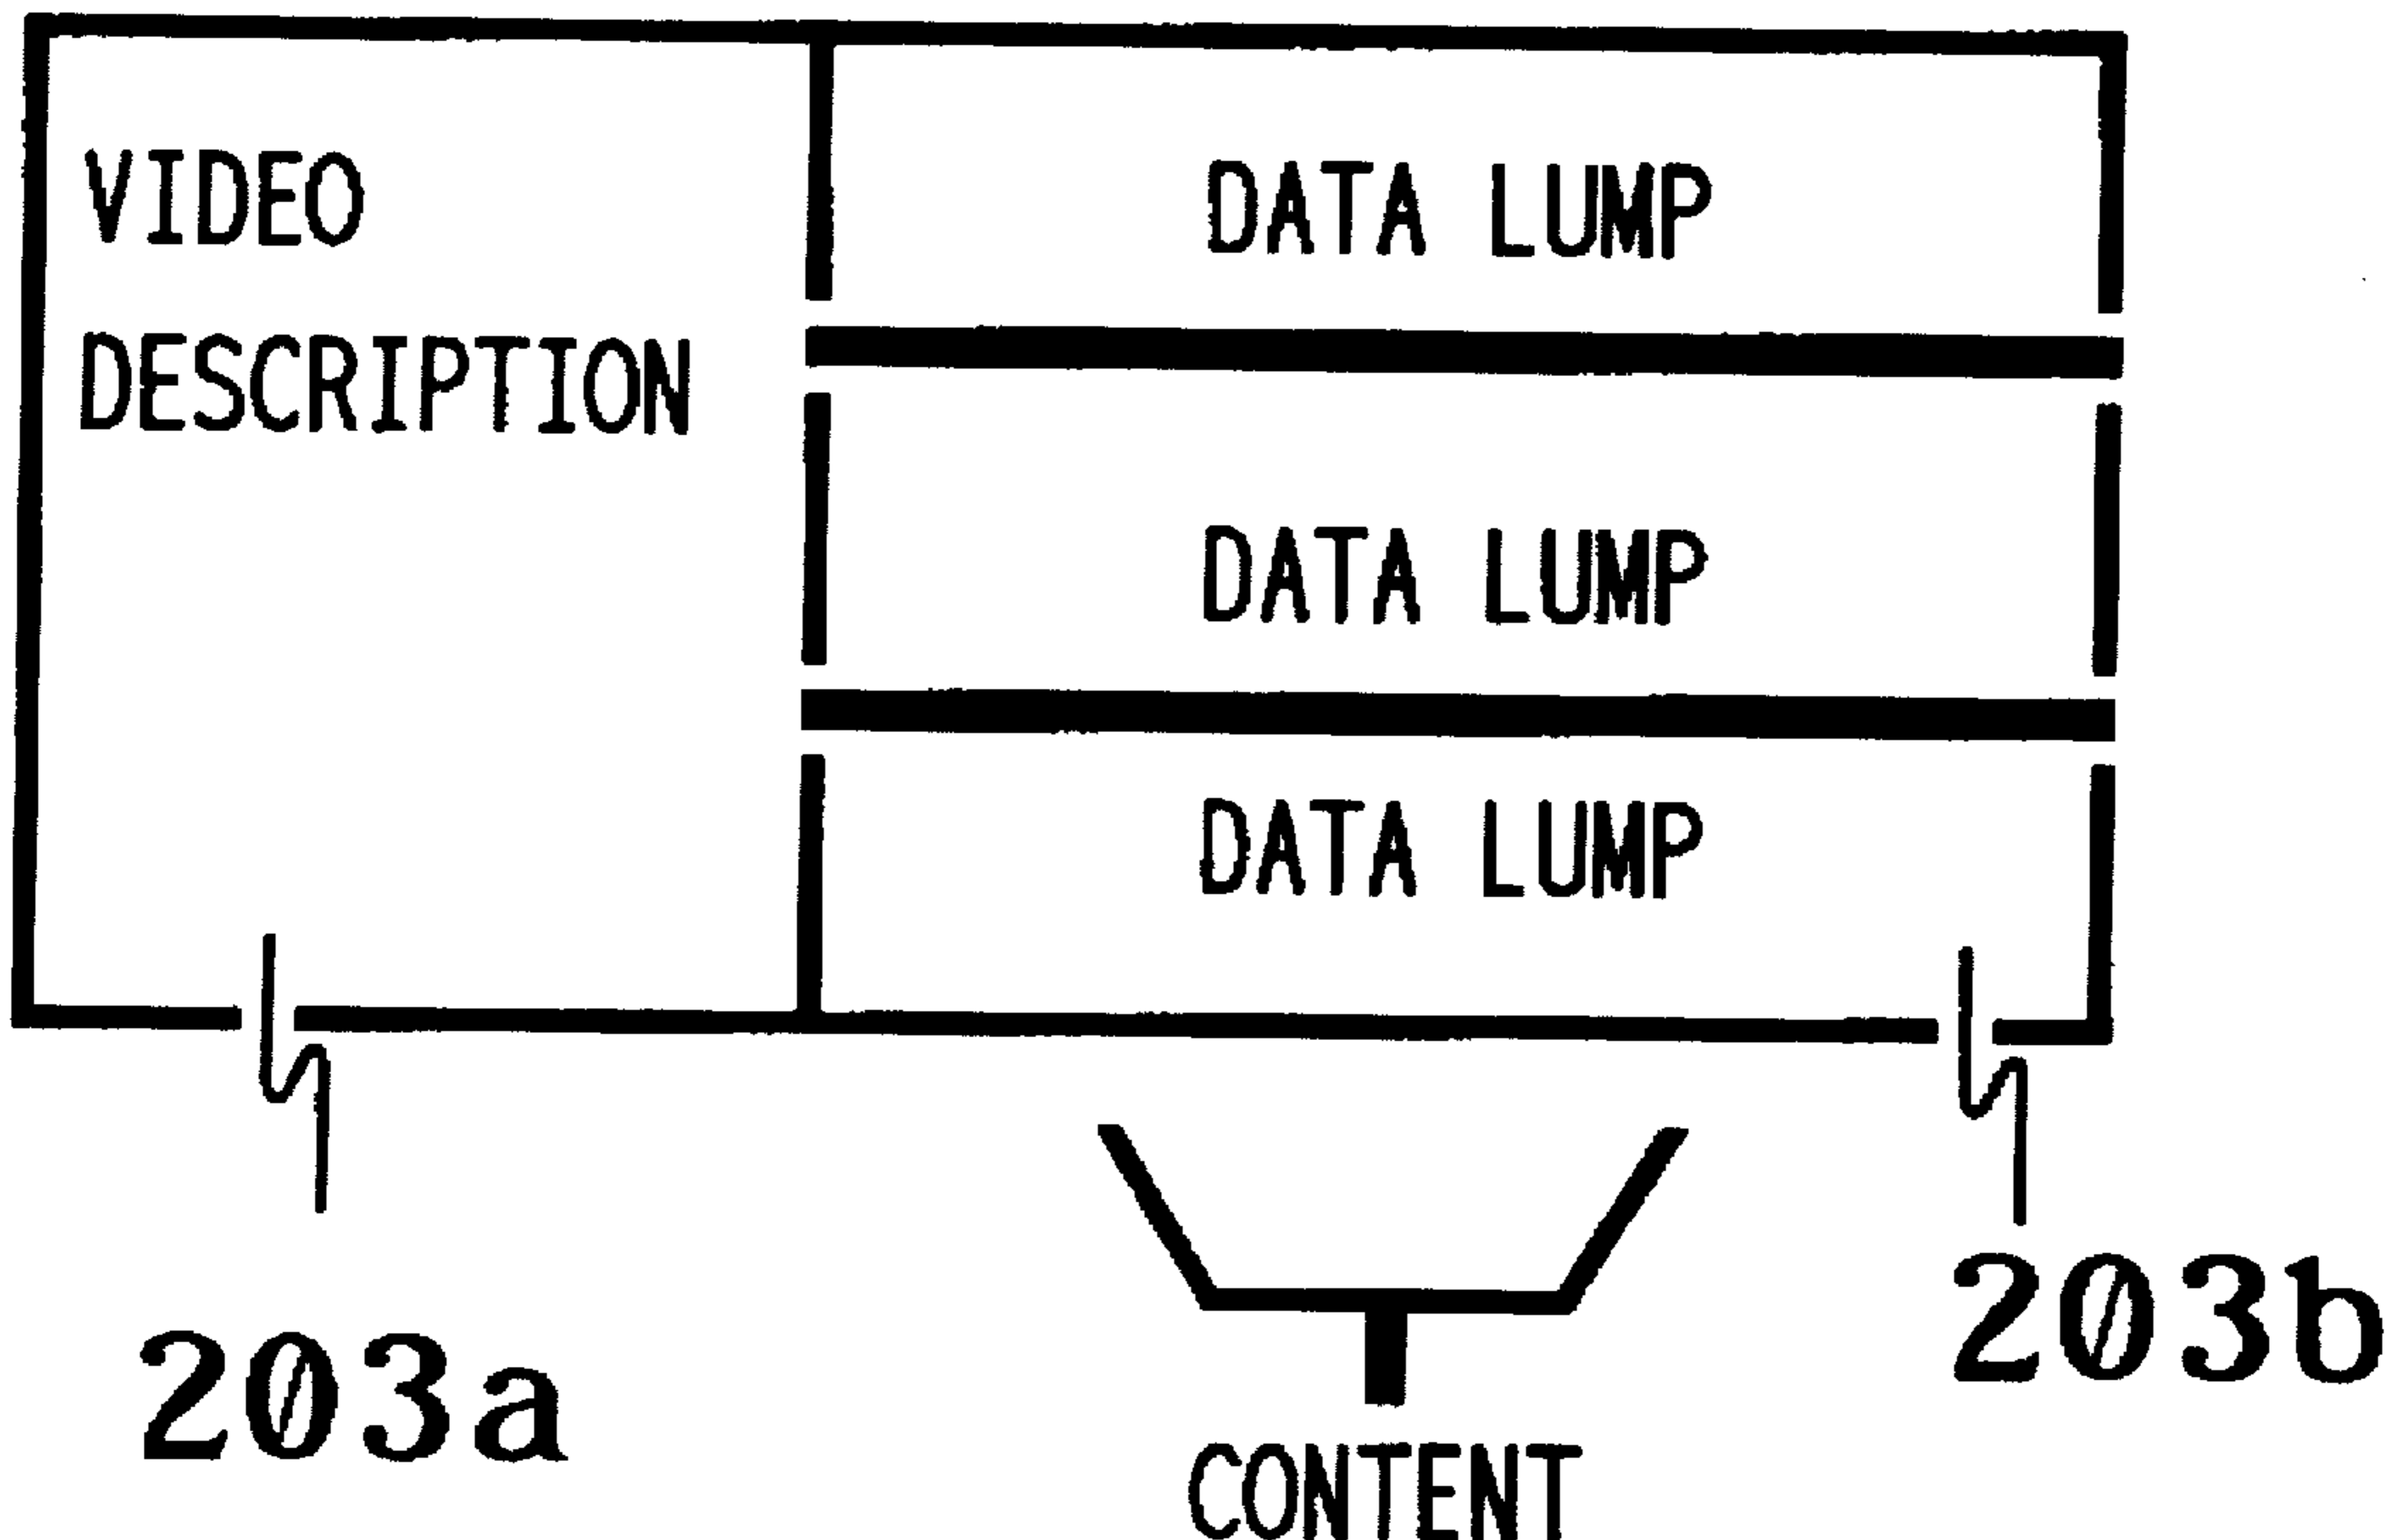 VIDEO
DESCRIPTION
DATA LUMP
DATA LUMP
DATA LUMP
203a
203b
CONTENT